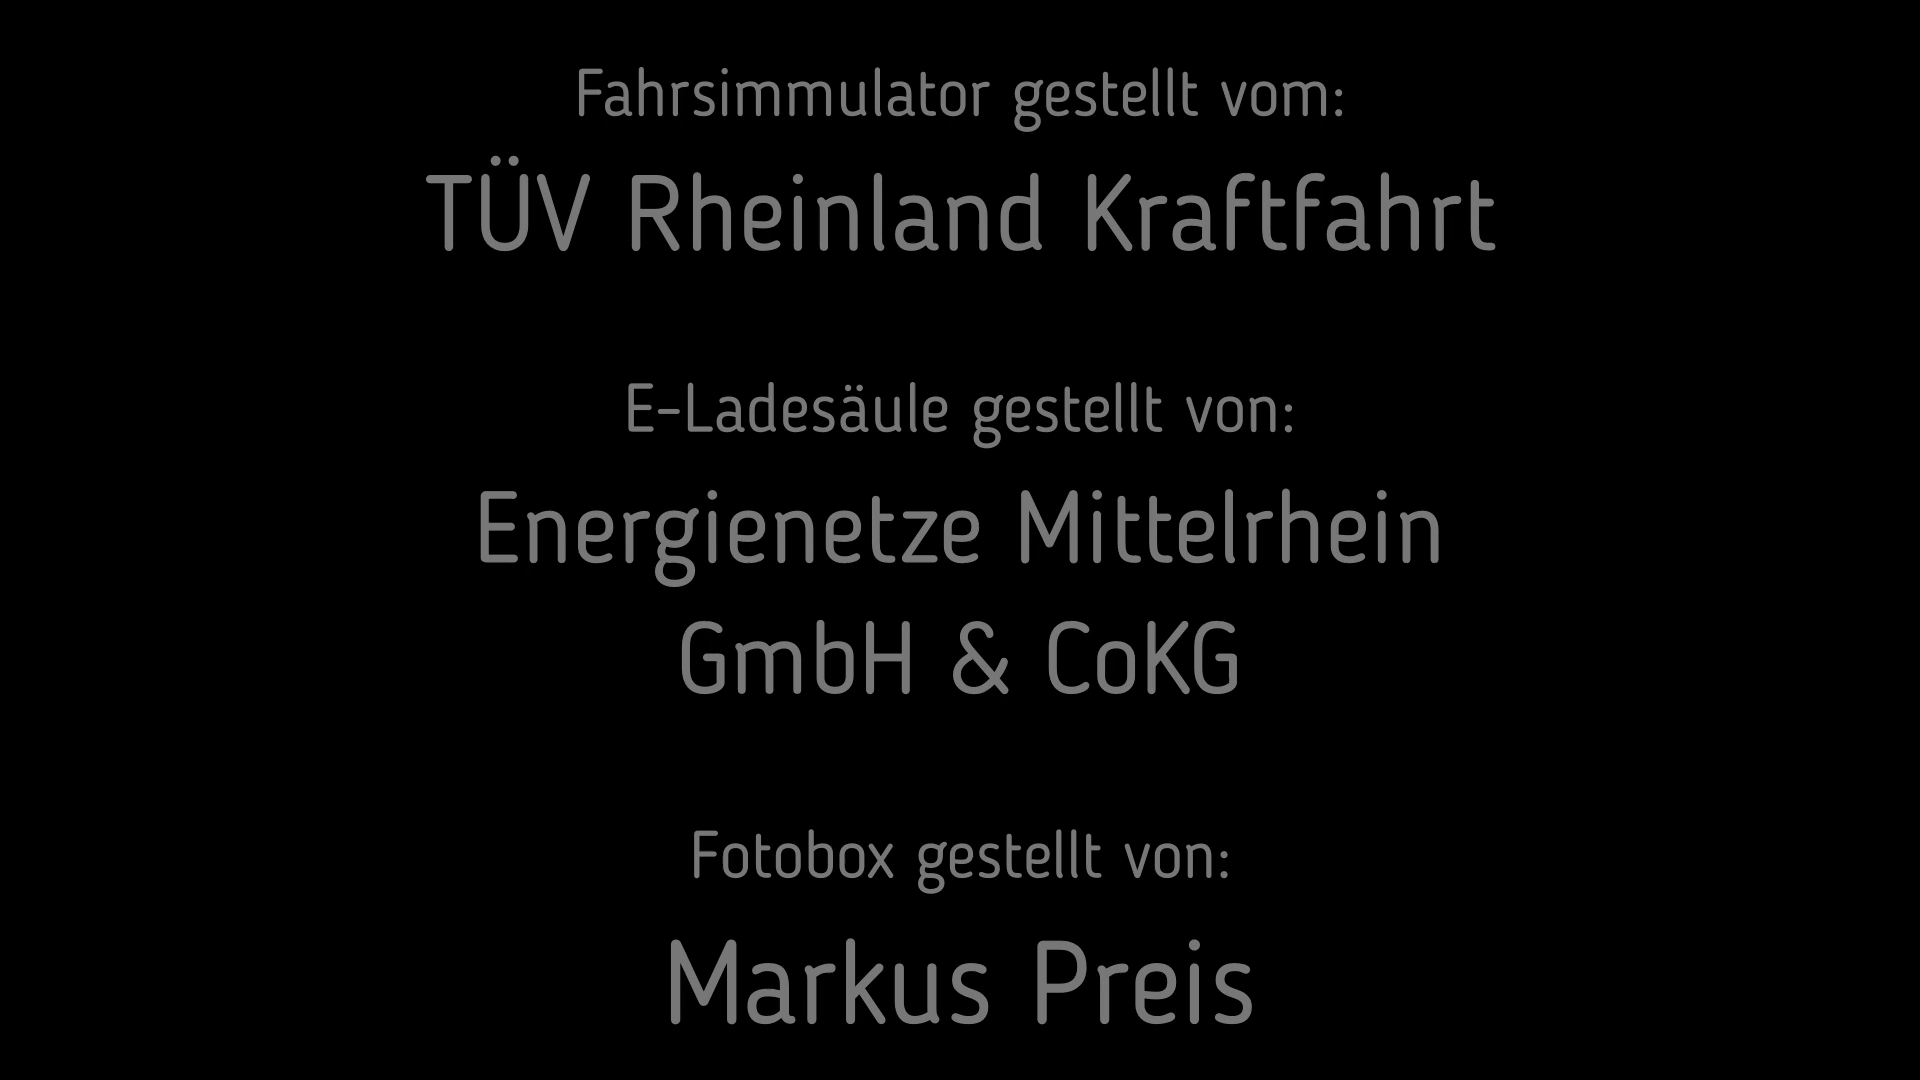 Fahrsimmulator gestellt vom:
TÜV Rheinland Kraftfahrt
E-Ladesäule gestellt von:
Energienetze Mittelrhein
GmbH & CoKG
Fotobox gestellt von:
Markus Preis